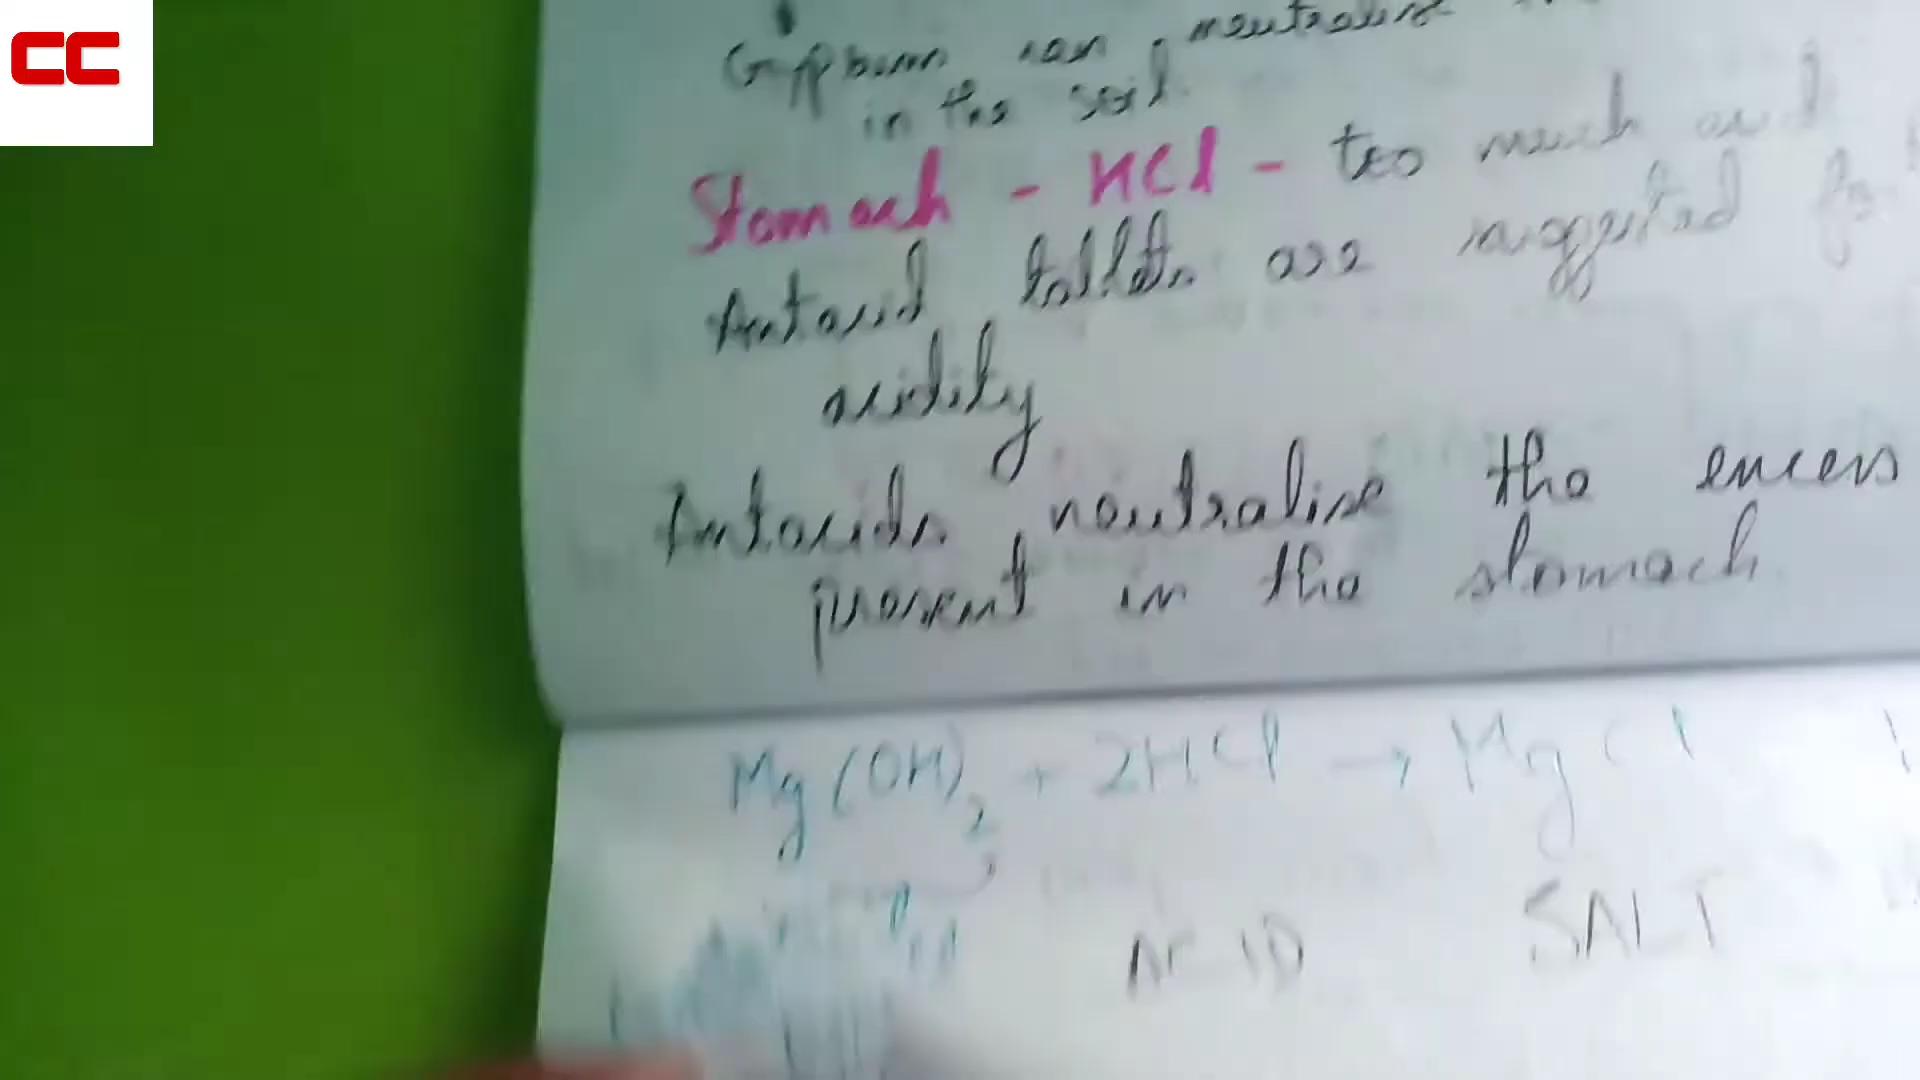 CC
Gypsum can neutralise
in the soil.
Stomach - HCl - too much acid
Antacid tablets are suggested for
acidity
Antacids neutralise the excess
present in the stomach.
Mg(OH)2 + 2HCl → MgCl
ACID SALT